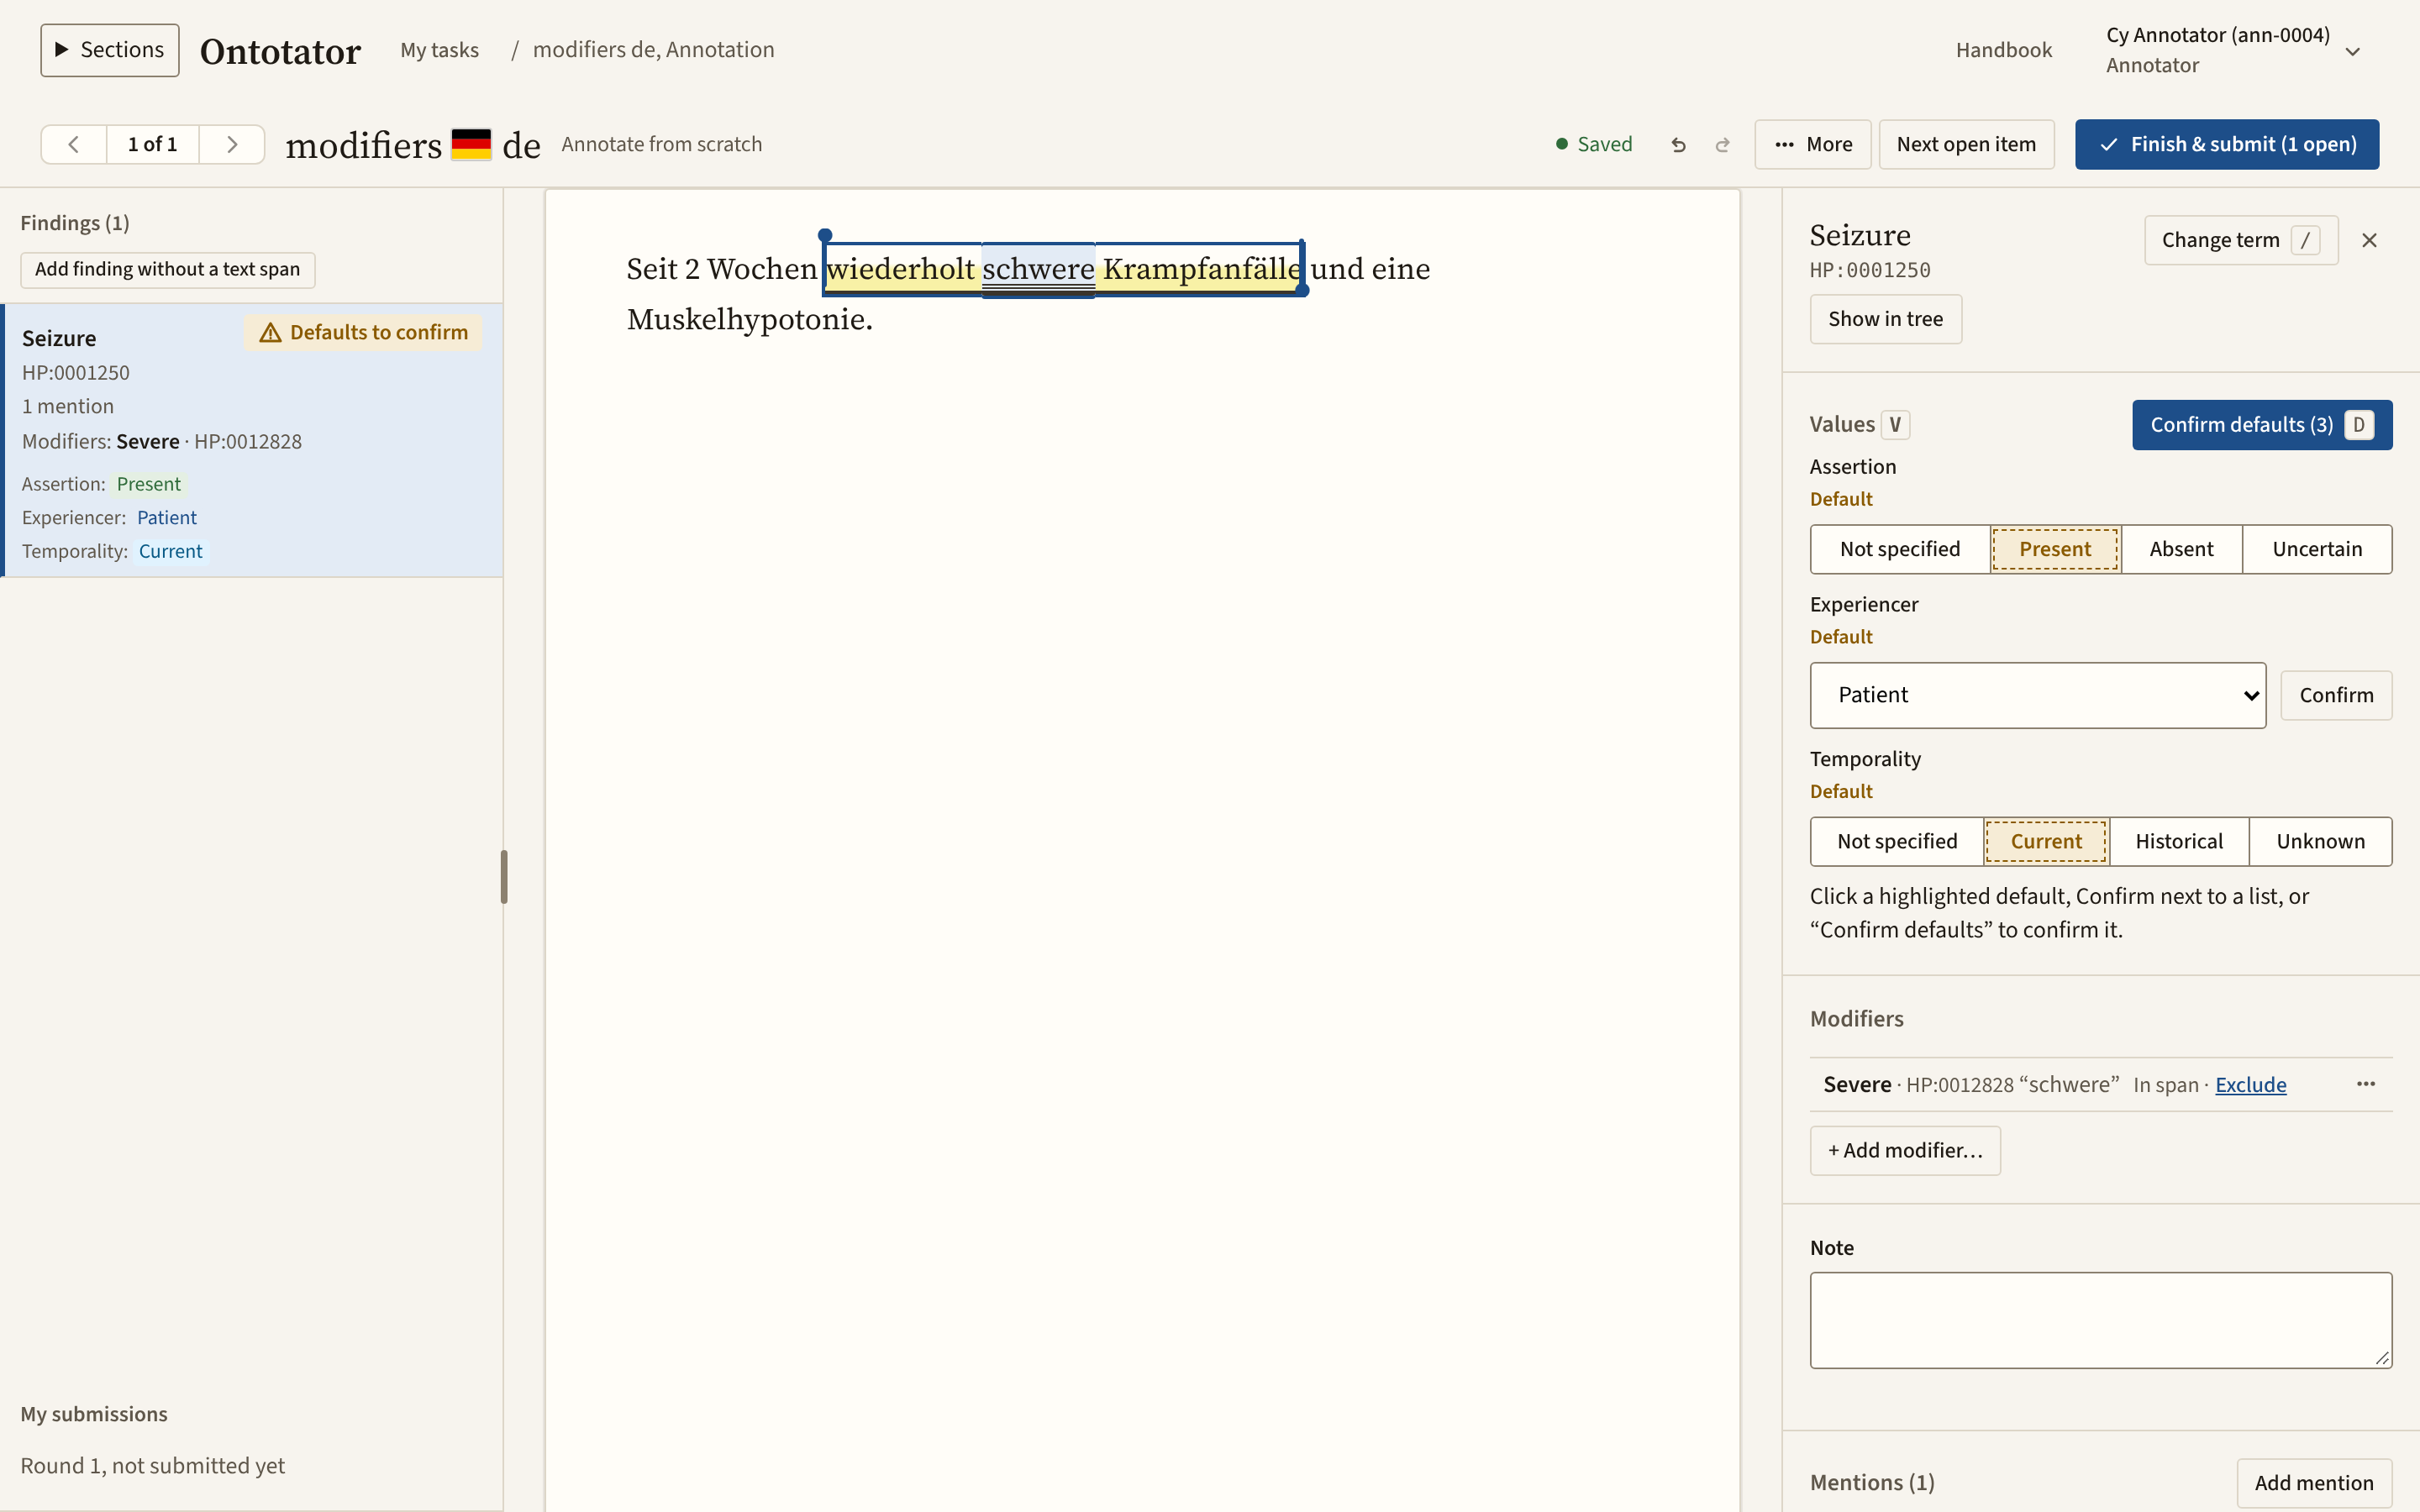 Sections
Ontotator
My tasks / modifiers de, Annotation
Handbook
Cy Annotator (ann-0004)
Annotator
1 of 1
modifiers de
Annotate from scratch
Saved
More
Next open item
Finish & submit (1 open)
Findings (1)
Add finding without a text span
Seizure
Defaults to confirm
HP:0001250
1 mention
Modifiers: Severe · HP:0012828
Assertion: Present
Experiencer: Patient
Temporality: Current
My submissions
Round 1, not submitted yet
Seit 2 Wochen wiederholt schwere Krampfanfälle und eine
Muskelhypotonie.
Seizure
HP:0001250
Change term /
Show in tree
Values V
Confirm defaults (3) D
Assertion
Default
Not specified Present Absent Uncertain
Experiencer
Default
Patient
Confirm
Temporality
Default
Not specified Current Historical Unknown
Click a highlighted default, Confirm next to a list, or
“Confirm defaults” to confirm it.
Modifiers
Severe · HP:0012828 “schwere” In span · Exclude
+ Add modifier…
Note
Mentions (1)
Add mention